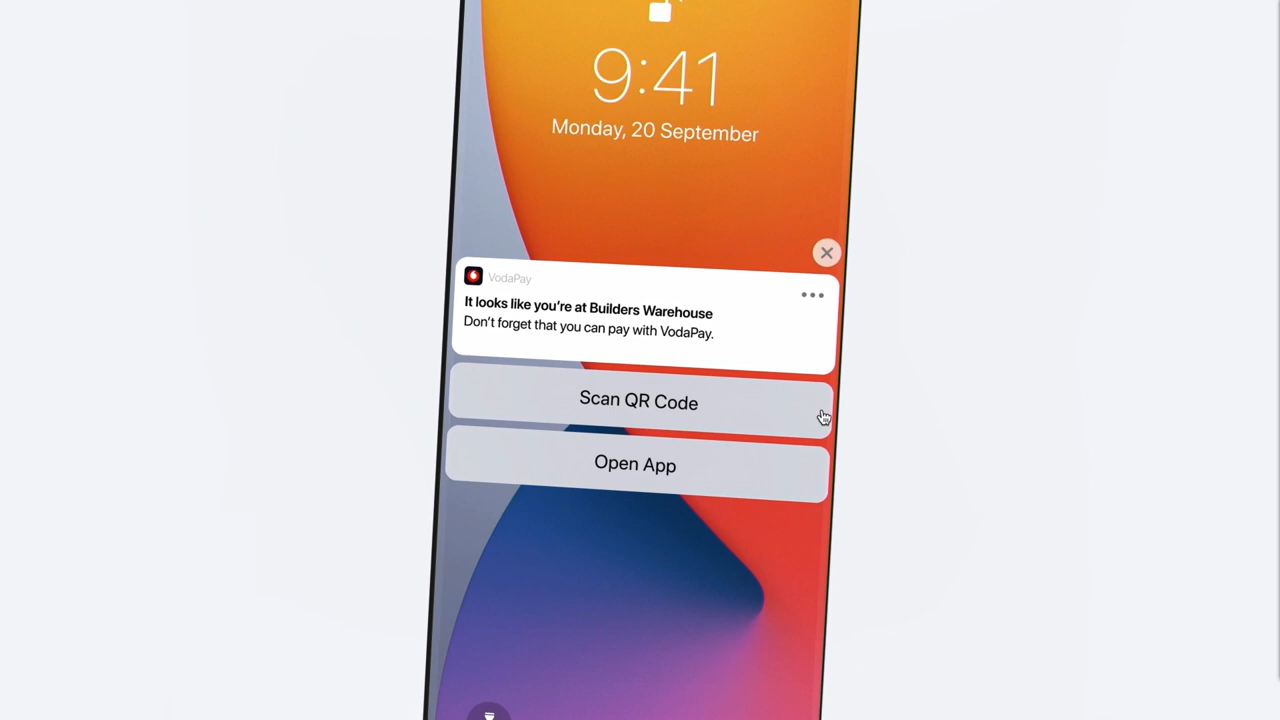 9:41
Monday, 20 September
VodaPay
It looks like you’re at Builders Warehouse
Don’t forget that you can pay with VodaPay.
Scan QR Code
Open App